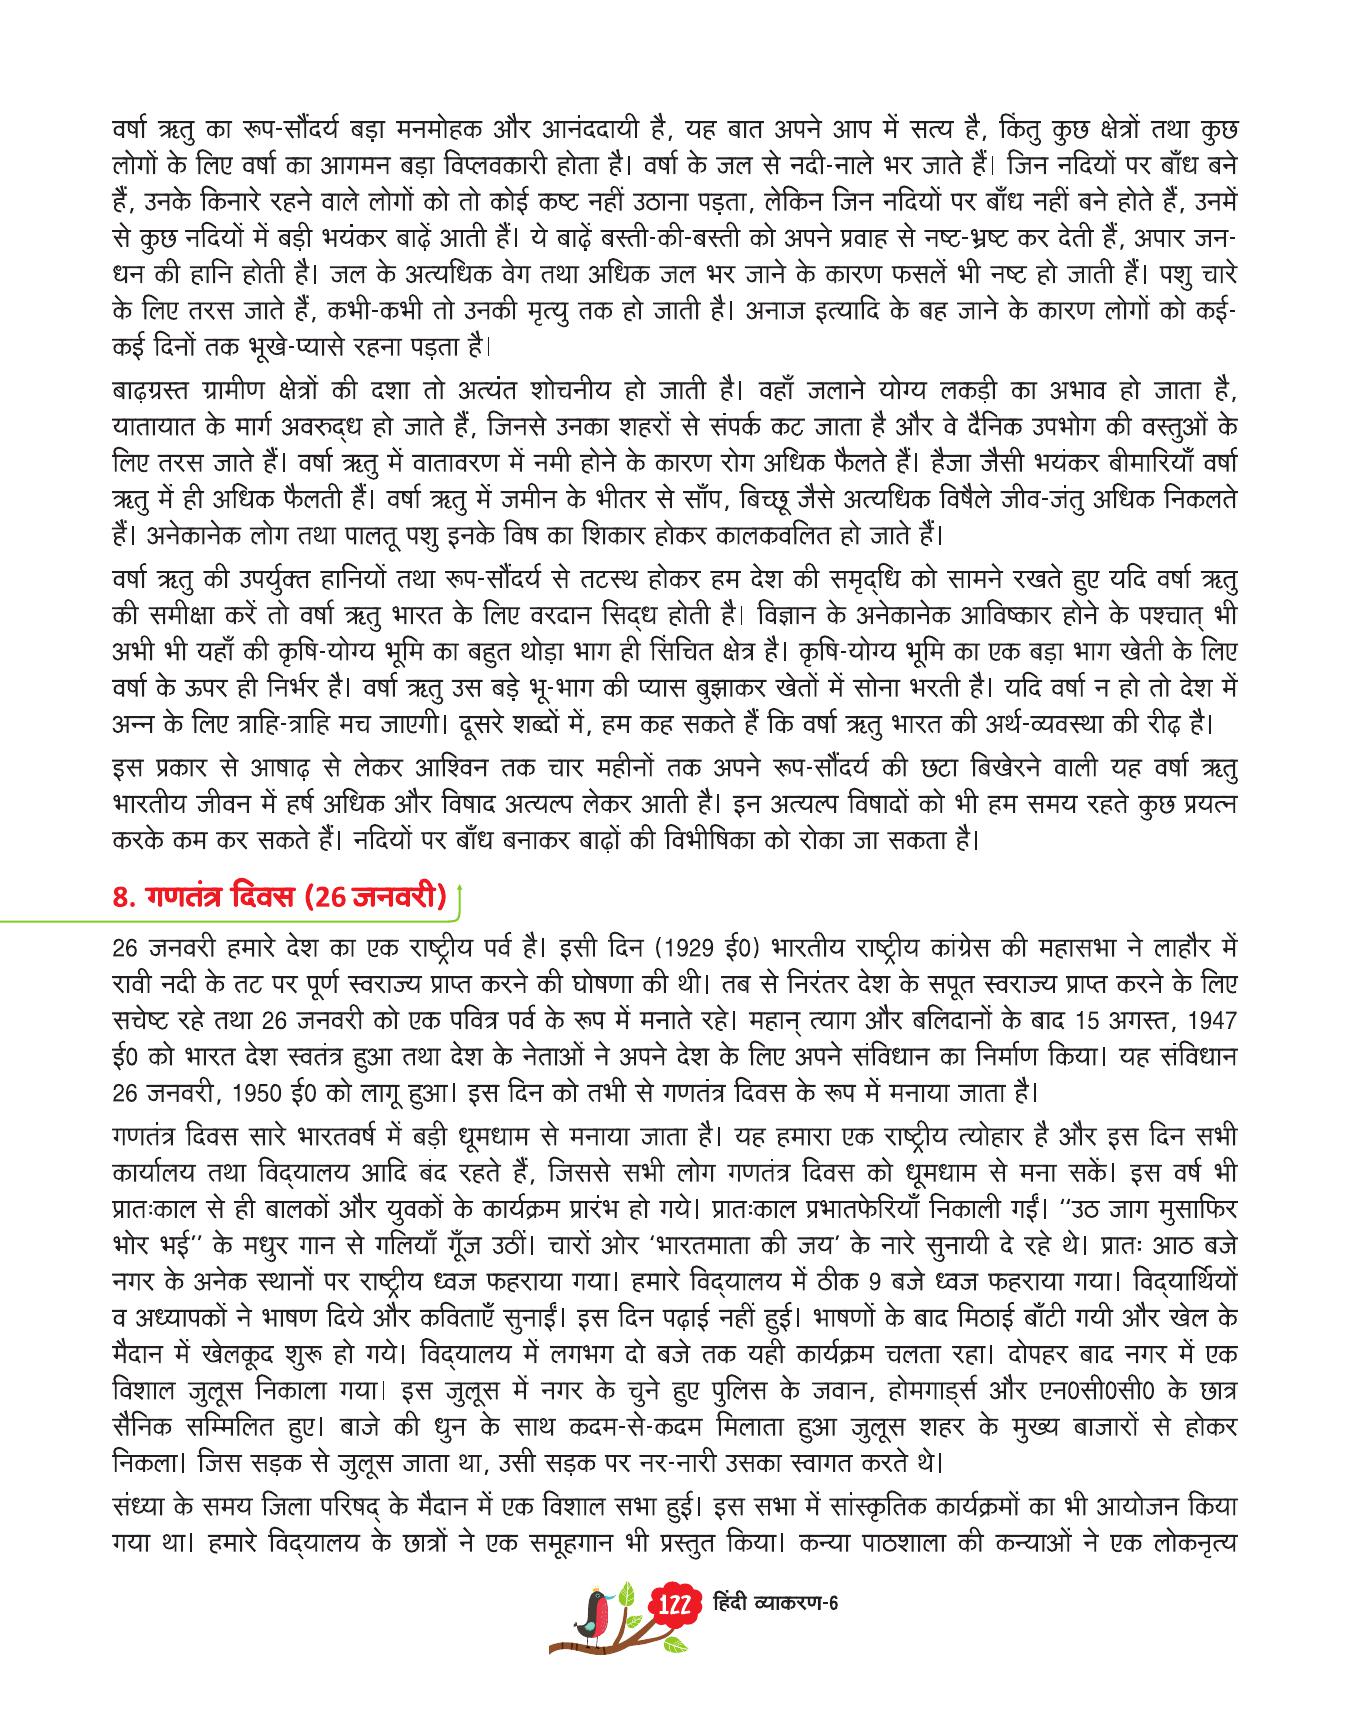 वर्षा ऋतु का रूप-सौंदर्य बड़ा मनमोहक और आनंददायी है, यह बात अपने आप में सत्य है, किंतु कुछ क्षेत्रों तथा कुछ
लोगों के लिए वर्षा का आगमन बड़ा विप्लवकारी होता है। वर्षा के जल से नदी-नाले भर जाते हैं। जिन नदियों पर बाँध बने
हैं, उनके किनारे रहने वाले लोगों को तो कोई कष्ट नहीं उठाना पड़ता, लेकिन जिन नदियों पर बाँध नहीं बने होते हैं, उनमें
से कुछ नदियों में बड़ी भयंकर बाढ़ें आती हैं। ये बाढ़ें बस्ती-की-बस्ती को अपने प्रवाह से नष्ट-भ्रष्ट कर देती हैं, अपार जन-
धन की हानि होती है। जल के अत्यधिक वेग तथा अधिक जल भर जाने के कारण फसलें भी नष्ट हो जाती हैं। पशु चारे
के लिए तरस जाते हैं, कभी-कभी तो उनकी मृत्यु तक हो जाती है। अनाज इत्यादि के बह जाने के कारण लोगों को कई-
कई दिनों तक भूखे-प्यासे रहना पड़ता है।
बाढ़ग्रस्त ग्रामीण क्षेत्रों की दशा तो अत्यंत शोचनीय हो जाती है। वहाँ जलाने योग्य लकड़ी का अभाव हो जाता है,
यातायात के मार्ग अवरुद्ध हो जाते हैं, जिनसे उनका शहरों से संपर्क कट जाता है और वे दैनिक उपभोग की वस्तुओं के
लिए तरस जाते हैं। वर्षा ऋतु में वातावरण में नमी होने के कारण रोग अधिक फैलते हैं। हैजा जैसी भयंकर बीमारियाँ वर्षा
ऋतु में ही अधिक फैलती हैं। वर्षा ऋतु में जमीन के भीतर से साँप, बिच्छू जैसे अत्यधिक विषैले जीव-जंतु अधिक निकलते
हैं। अनेकानेक लोग तथा पालतू पशु इनके विष का शिकार होकर कालकवलित हो जाते हैं।
वर्षा ऋतु की उपर्युक्त हानियों तथा रूप-सौंदर्य से तटस्थ होकर हम देश की समृद्धि को सामने रखते हुए यदि वर्षा ऋतु
की समीक्षा करें तो वर्षा ऋतु भारत के लिए वरदान सिद्ध होती है। विज्ञान के अनेकानेक आविष्कार होने के पश्चात् भी
अभी भी यहाँ की कृषि-योग्य भूमि का बहुत थोड़ा भाग ही सिंचित क्षेत्र है। कृषि-योग्य भूमि का एक बड़ा भाग खेती के लिए
वर्षा के ऊपर ही निर्भर है। वर्षा ऋतु उस बड़े भू-भाग की प्यास बुझाकर खेतों में सोना भरती है। यदि वर्षा न हो तो देश में
अन्न के लिए त्राहि-त्राहि मच जाएगी। दूसरे शब्दों में, हम कह सकते हैं कि वर्षा ऋतु भारत की अर्थ-व्यवस्था की रीढ़ है।
इस प्रकार से आषाढ़ से लेकर आश्विन तक चार महीनों तक अपने रूप-सौंदर्य की छटा बिखेरने वाली यह वर्षा ऋतु
भारतीय जीवन में हर्ष अधिक और विषाद अत्यल्प लेकर आती है। इन अत्यल्प विषादों को भी हम समय रहते कुछ प्रयत्न
करके कम कर सकते हैं। नदियों पर बाँध बनाकर बाढ़ों की विभीषिका को रोका जा सकता है।
8. गणतंत्र दिवस (26 जनवरी)
26 जनवरी हमारे देश का एक राष्ट्रीय पर्व है। इसी दिन (1929 ई0) भारतीय राष्ट्रीय कांग्रेस की महासभा ने लाहौर में
रावी नदी के तट पर पूर्ण स्वराज्य प्राप्त करने की घोषणा की थी। तब से निरंतर देश के सपूत स्वराज्य प्राप्त करने के लिए
सचेष्ट रहे तथा 26 जनवरी को एक पवित्र पर्व के रूप में मनाते रहे। महान् त्याग और बलिदानों के बाद 15 अगस्त, 1947
ई0 को भारत देश स्वतंत्र हुआ तथा देश के नेताओं ने अपने देश के लिए अपने संविधान का निर्माण किया। यह संविधान
26 जनवरी, 1950 ई0 को लागू हुआ। इस दिन को तभी से गणतंत्र दिवस के रूप में मनाया जाता है।
गणतंत्र दिवस सारे भारतवर्ष में बड़ी धूमधाम से मनाया जाता है। यह हमारा एक राष्ट्रीय त्योहार है और इस दिन सभी
कार्यालय तथा विद्यालय आदि बंद रहते हैं, जिससे सभी लोग गणतंत्र दिवस को धूमधाम से मना सकें। इस वर्ष भी
प्रातःकाल से ही बालकों और युवकों के कार्यक्रम प्रारंभ हो गये। प्रातःकाल प्रभातफेरियाँ निकाली गईं। ‘‘उठ जाग मुसाफिर
भोर भई’’ के मधुर गान से गलियाँ गूँज उठीं। चारों ओर ‘भारतमाता की जय’ के नारे सुनायी दे रहे थे। प्रातः आठ बजे
नगर के अनेक स्थानों पर राष्ट्रीय ध्वज फहराया गया। हमारे विद्यालय में ठीक 9 बजे ध्वज फहराया गया। विद्यार्थियों
व अध्यापकों ने भाषण दिये और कविताएँ सुनाईं। इस दिन पढ़ाई नहीं हुई। भाषणों के बाद मिठाई बाँटी गयी और खेल के
मैदान में खेलकूद शुरू हो गये। विद्यालय में लगभग दो बजे तक यही कार्यक्रम चलता रहा। दोपहर बाद नगर में एक
विशाल जुलूस निकाला गया। इस जुलूस में नगर के चुने हुए पुलिस के जवान, होमगार्ड्स और एन0सी0सी0 के छात्र
सैनिक सम्मिलित हुए। बाजे की धुन के साथ कदम-से-कदम मिलाता हुआ जुलूस शहर के मुख्य बाजारों से होकर
निकला। जिस सड़क से जुलूस जाता था, उसी सड़क पर नर-नारी उसका स्वागत करते थे।
संध्या के समय जिला परिषद् के मैदान में एक विशाल सभा हुई। इस सभा में सांस्कृतिक कार्यक्रमों का भी आयोजन किया
गया था। हमारे विद्यालय के छात्रों ने एक समूहगान भी प्रस्तुत किया। कन्या पाठशाला की कन्याओं ने एक लोकनृत्य
122 हिंदी व्याकरण-6